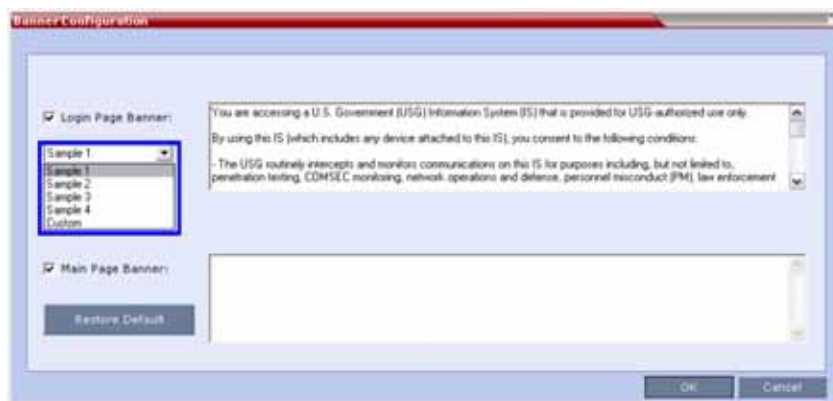 Banner Configuration
Login Page Banner:
You are accessing a U.S. Government (USG) Information System (IS) that is provided for USG-authorized use only.
By using this IS (which includes any device attached to this IS), you consent to the following conditions:
- The USG routinely intercepts and monitors communications on this IS for purposes including, but not limited to,
penetration testing, COMSEC monitoring, network operations and defense, personnel misconduct (PM), law enforcement
Sample 1
Sample 1
Sample 2
Sample 3
Sample 4
Custom
Main Page Banner:
Restore Default
OK
Cancel